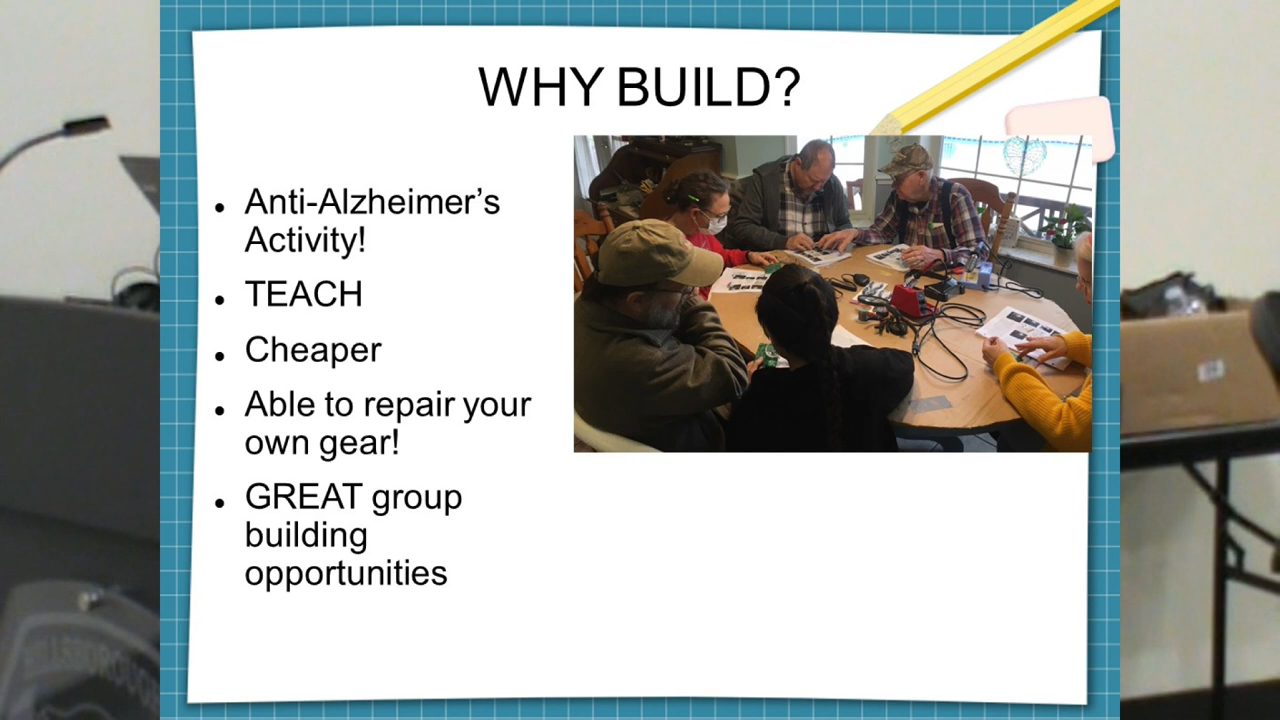 WHY BUILD?
Anti-Alzheimer’s
Activity!
TEACH
Cheaper
Able to repair your
own gear!
GREAT group
building
opportunities